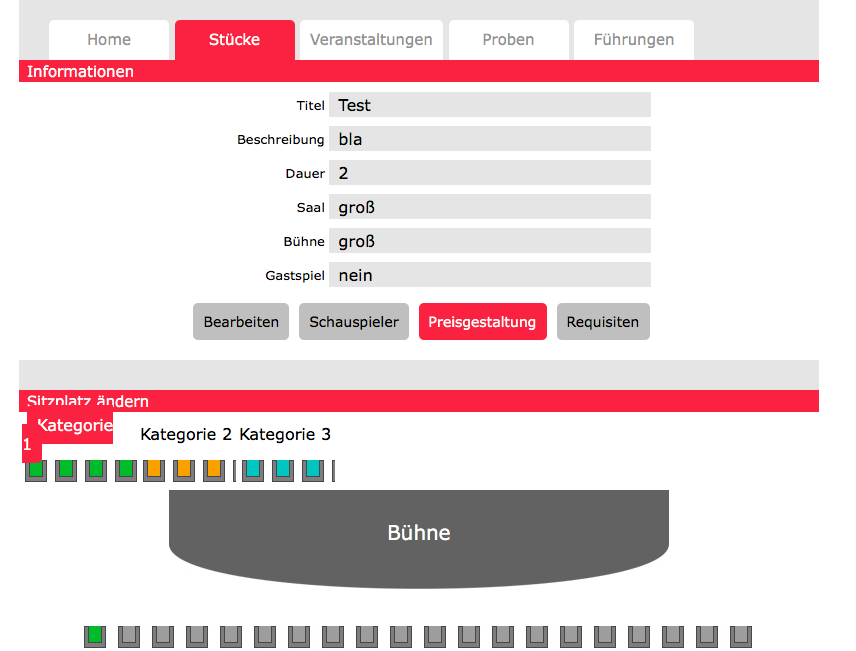 Home Stücke Veranstaltungen Proben Führungen
Informationen
Titel Test
Beschreibung bla
Dauer 2
Saal groß
Bühne groß
Gastspiel nein
Bearbeiten Schauspieler Preisgestaltung Requisiten
Sitzplatz ändern
Kategorie
1
Kategorie 2 Kategorie 3
Bühne